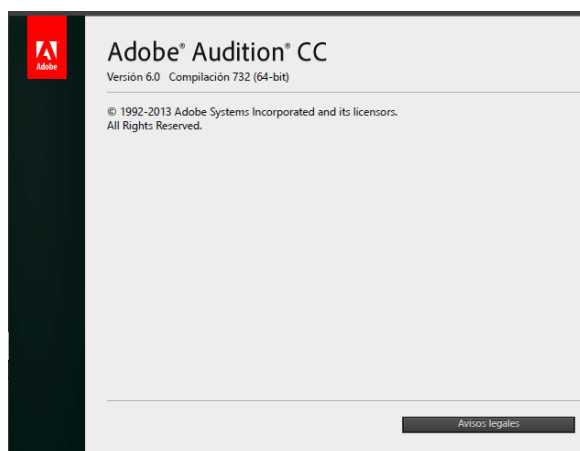 Adobe
Adobe® Audition® CC
Versión 6.0 Compilación 732 (64-bit)
© 1992-2013 Adobe Systems Incorporated and its licensors.
All Rights Reserved.
Avisos legales